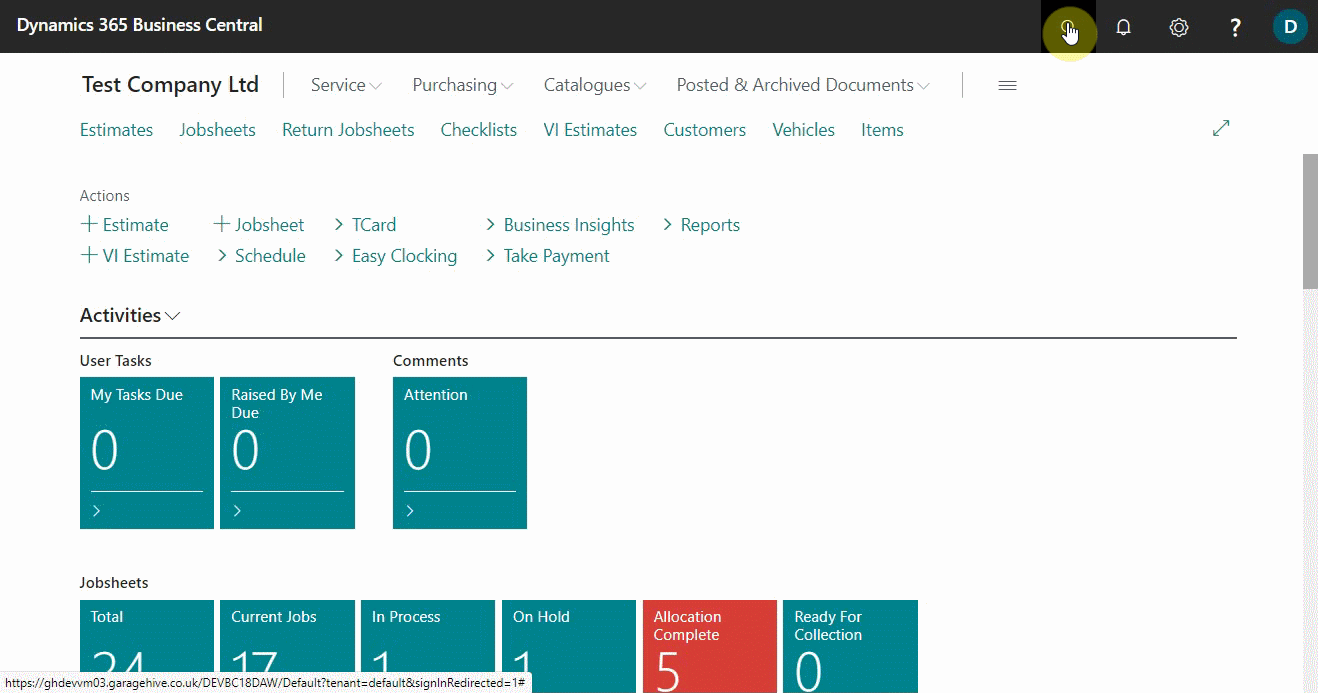 Dynamics 365 Business Central
?
D
Test Company Ltd
Service
Purchasing
Catalogues
Posted & Archived Documents
Estimates
Jobsheets
Return Jobsheets
Checklists
VI Estimates
Customers
Vehicles
Items
Actions
Estimate
Jobsheet
TCard
Business Insights
Reports
VI Estimate
Schedule
Easy Clocking
Take Payment
Activities
User Tasks
Comments
My Tasks Due
0
Raised By Me
Due
0
Attention
0
Jobsheets
Total
24
Current Jobs
17
In Process
1
On Hold
1
Allocation
Complete
5
Ready For
Collection
0
https://ghdevvm03.garagehive.co.uk/DEVBC18DAW/Default?tenant=default&signInRedirected=1#